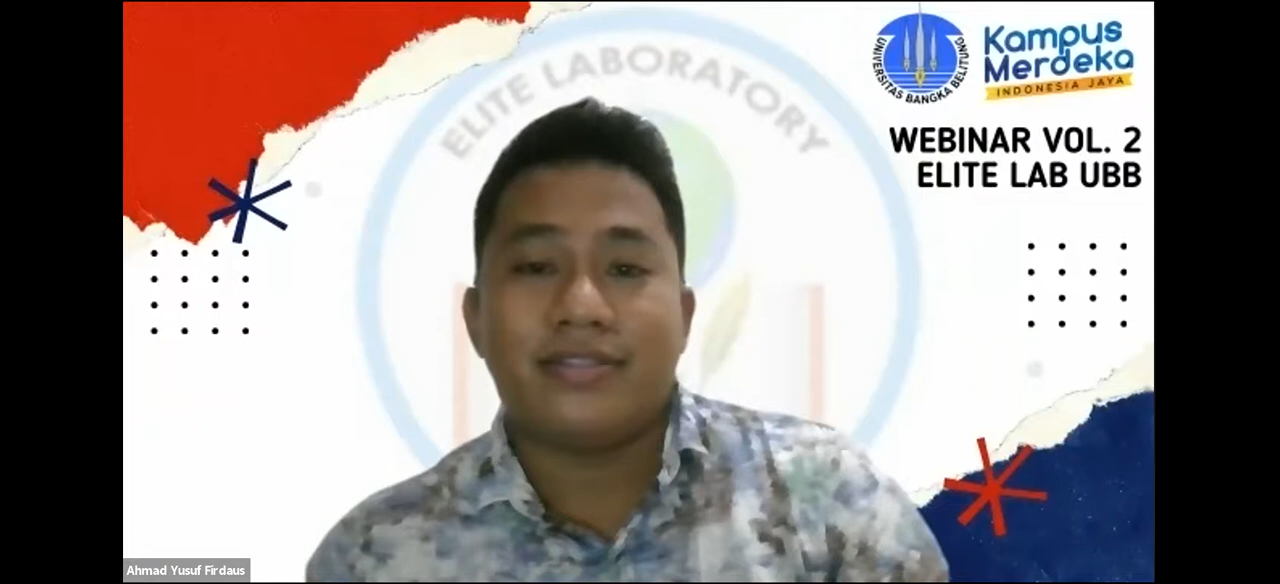 ELITE LABORATORY
UNIVERSITAS BANGKA BELITUNG
Kampus
Merdeka
INDONESIA JAYA
WEBINAR VOL. 2
ELITE LAB UBB
Ahmad Yusuf Firdaus